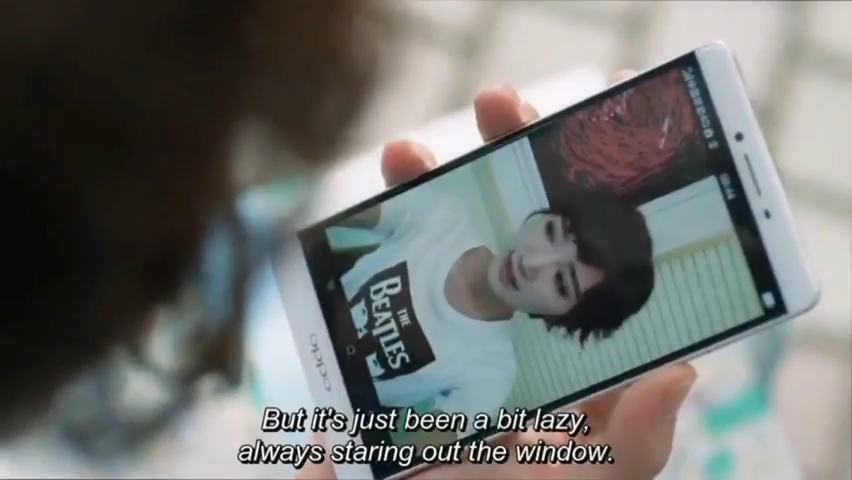 THE
BEATLES
oppo
But it's just been a bit lazy,
always staring out the window.